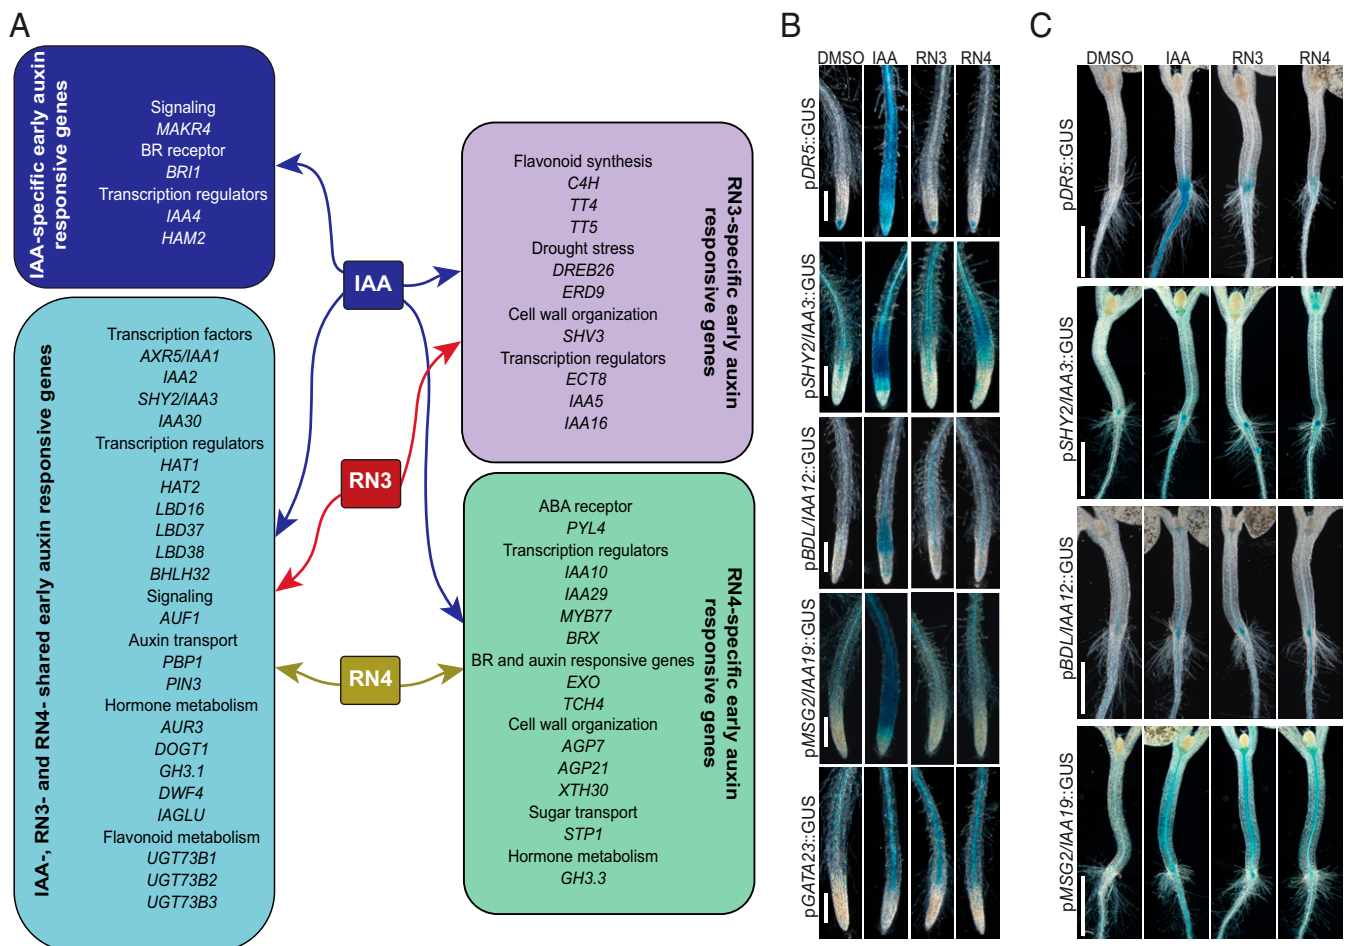 A
IAA-specific early auxin
responsive genes
Signaling
MAKR4
BR receptor
BRI1
Transcription regulators
IAA4
HAM2
IAA-, RN3- and RN4- shared early auxin responsive genes
Transcription factors
AXR5/IAA1
IAA2
SHY2/IAA3
IAA30
Transcription regulators
HAT1
HAT2
LBD16
LBD37
LBD38
BHLH32
Signaling
AUF1
Auxin transport
PBP1
PIN3
Hormone metabolism
AUR3
DOGT1
GH3.1
DWF4
IAGLU
Flavonoid metabolism
UGT73B1
UGT73B2
UGT73B3
IAA
RN3
RN4
Flavonoid synthesis
C4H
TT4
TT5
Drought stress
DREB26
ERD9
Cell wall organization
SHV3
Transcription regulators
ECT8
IAA5
IAA16
RN3-specific early auxin
responsive genes
ABA receptor
PYL4
Transcription regulators
IAA10
IAA29
MYB77
BRX
BR and auxin responsive genes
EXO
TCH4
Cell wall organization
AGP7
AGP21
XTH30
Sugar transport
STP1
Hormone metabolism
GH3.3
RN4-specific early auxin
responsive genes
B
DMSO IAA RN3 RN4
pDR5::GUS
pSHY2/IAA3::GUS
pBDL/IAA12::GUS
pMSG2/IAA19::GUS
pGATA23::GUS
C
DMSO IAA RN3 RN4
pDR5::GUS
pSHY2/IAA3::GUS
pBDL/IAA12::GUS
pMSG2/IAA19::GUS